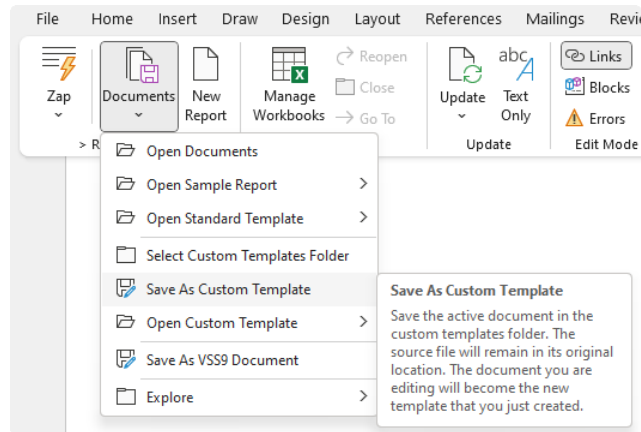 File Home Insert Draw Design Layout References Mailings
Zap
Documents
New
Report
Manage
Workbooks
Reopen
Close
Go To
Update
abc
A
Text
Only
Links
Blocks
Errors
> R
Update
Edit Mode
Open Documents
Open Sample Report >
Open Standard Template >
Select Custom Templates Folder
Save As Custom Template
Open Custom Template >
Save As VSS9 Document
Explore >
Save As Custom Template
Save the active document in the
custom templates folder. The
source file will remain in its original
location. The document you are
editing will become the new
template that you just created.